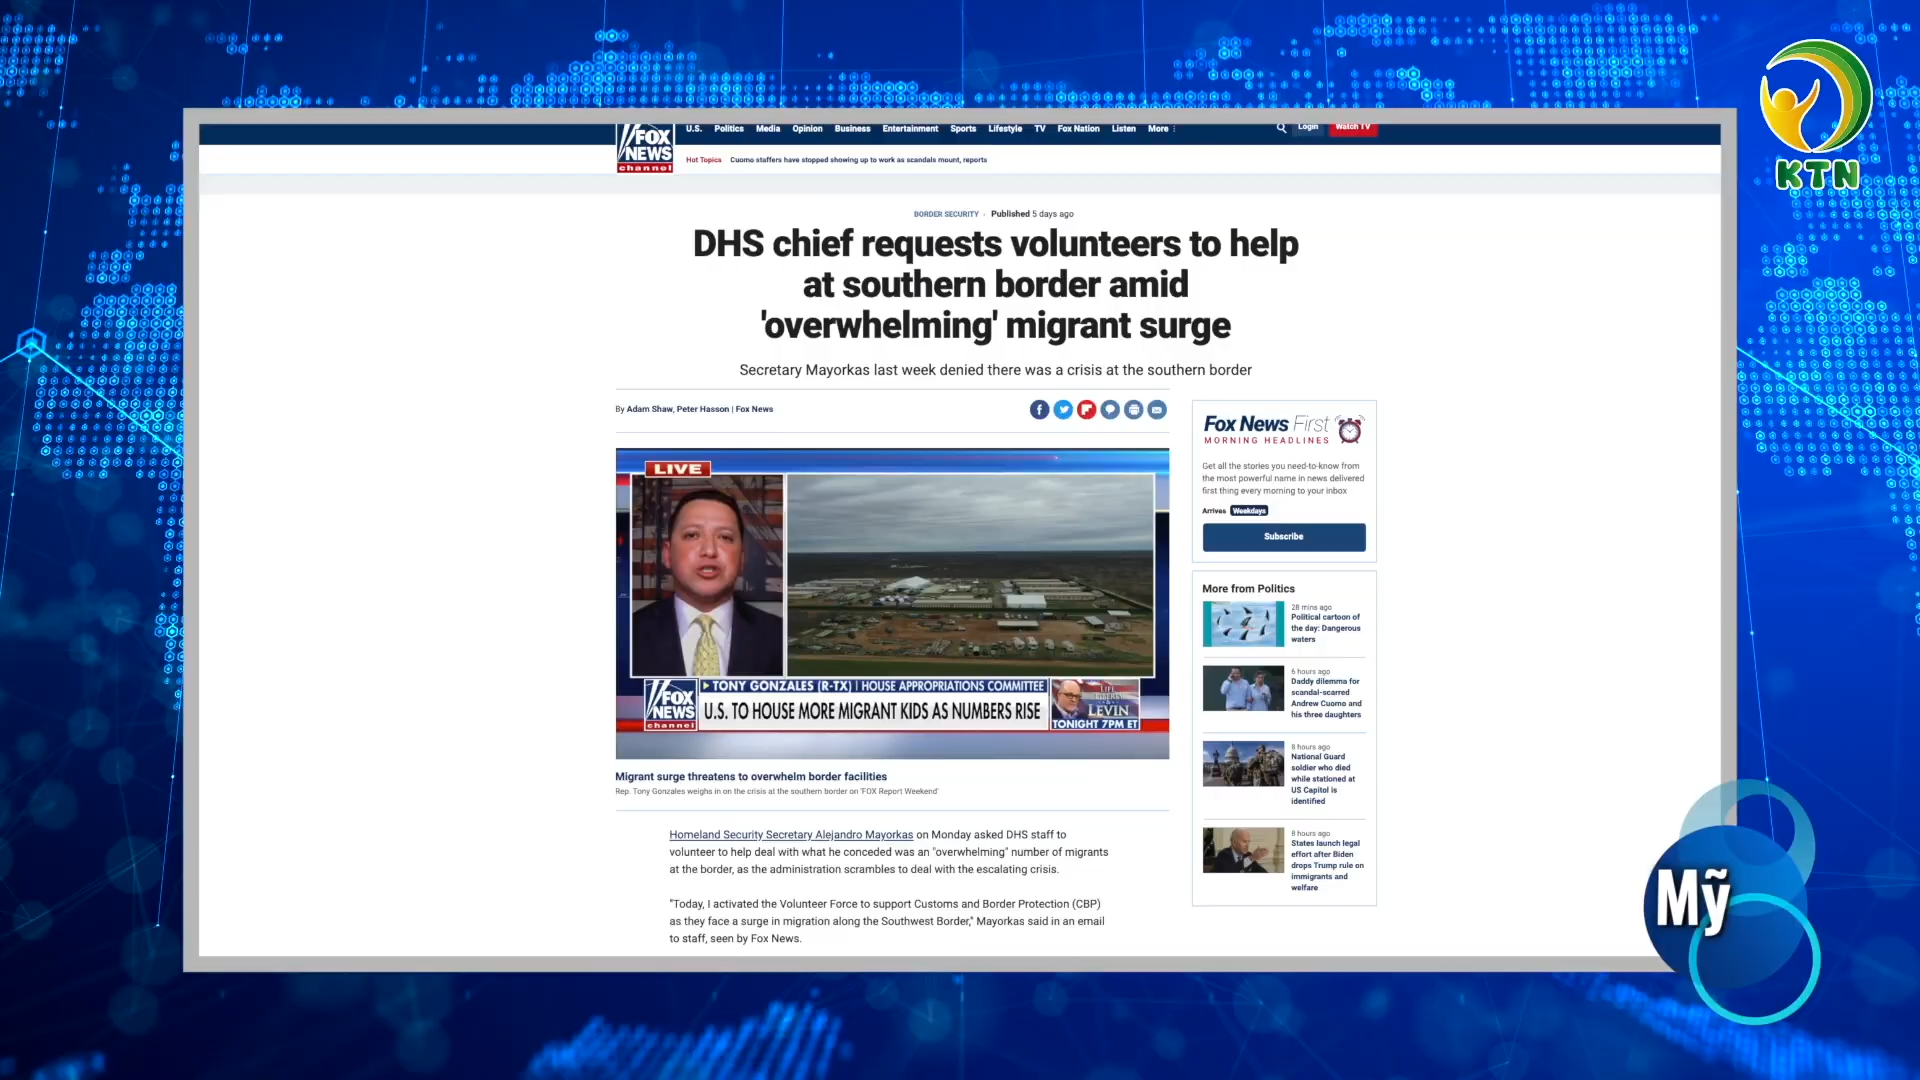 KTN
FOX
NEWS
channel
U.S. Politics Media Opinion Business Entertainment Sports Lifestyle TV Fox Nation Listen More
Login
Watch TV
Hot Topics Cuomo staffers have stopped showing up to work as scandals mount, reports
BORDER SECURITY · Published 5 days ago
DHS chief requests volunteers to help
at southern border amid
'overwhelming' migrant surge
Secretary Mayorkas last week denied there was a crisis at the southern border
By Adam Shaw, Peter Hasson | Fox News
LIVE
FOX
NEWS
channel
TONY GONZALES (R-TX) | HOUSE APPROPRIATIONS COMMITTEE
U.S. TO HOUSE MORE MIGRANT KIDS AS NUMBERS RISE
LIFE
LIBERTY
LEVIN
TONIGHT 7PM ET
Migrant surge threatens to overwhelm border facilities
Rep. Tony Gonzales weighs in on the crisis at the southern border on 'FOX Report Weekend'
Homeland Security Secretary Alejandro Mayorkas on Monday asked DHS staff to
volunteer to help deal with what he conceded was an "overwhelming" number of migrants
at the border, as the administration scrambles to deal with the escalating crisis.
"Today, I activated the Volunteer Force to support Customs and Border Protection (CBP)
as they face a surge in migration along the Southwest Border," Mayorkas said in an email
to staff, seen by Fox News.
Fox News First
MORNING HEADLINES
Get all the stories you need-to-know from
the most powerful name in news delivered
first thing every morning to your inbox
Arrives Weekdays
Subscribe
More from Politics
28 mins ago
Political cartoon of
the day: Dangerous
waters
6 hours ago
Daddy dilemma for
scandal-scarred
Andrew Cuomo and
his three daughters
8 hours ago
National Guard
soldier who died
while stationed at
US Capitol is
identified
8 hours ago
States launch legal
effort after Biden
drops Trump rule on
immigrants and
welfare
Mỹ